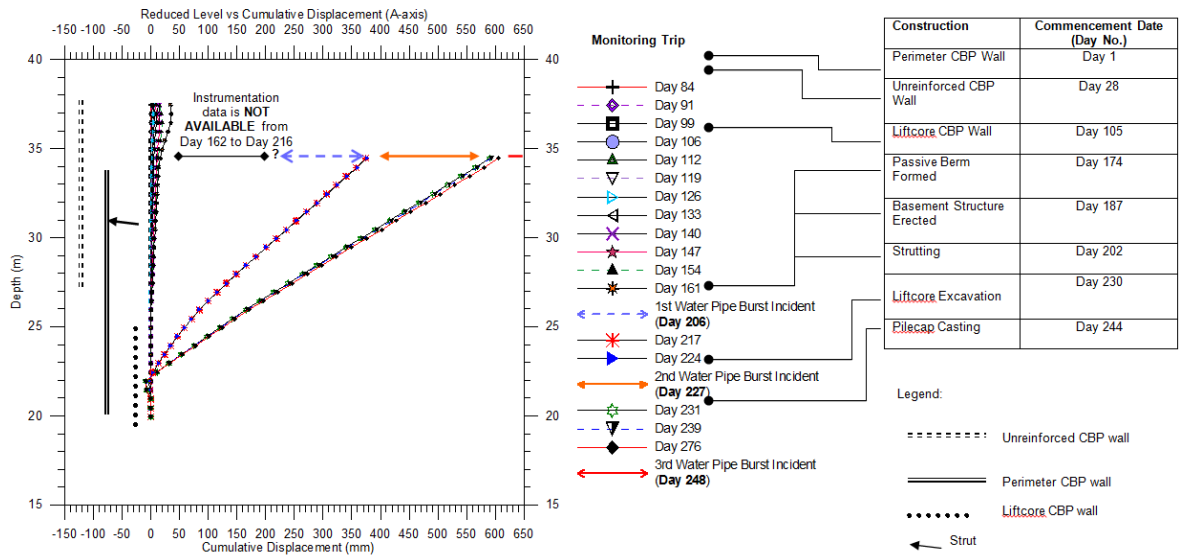 Reduced Level vs Cumulative Displacement (A-axis)
-150 -100 -50 0 50 100 150 200 250 300 350 400 450 500 550 600 650
40 40
35 35
30 30
25 25
20 20
15 15
Depth (m)
Instrumentation
data is NOT
AVAILABLE from
Day 162 to Day 216
?
-150 -100 -50 0 50 100 150 200 250 300 350 400 450 500 550 600 650
Cumulative Displacement (mm)
Monitoring Trip
Day 84
Day 91
Day 99
Day 106
Day 112
Day 119
Day 126
Day 133
Day 140
Day 147
Day 154
Day 161
1st Water Pipe Burst Incident
(Day 206)
Day 217
Day 224
2nd Water Pipe Burst Incident
(Day 227)
Day 231
Day 239
Day 276
3rd Water Pipe Burst Incident
(Day 248)
Construction Commencement Date
(Day No.)
Perimeter CBP Wall Day 1
Unreinforced CBP Day 28
Wall
Liftcore CBP Wall Day 105
Passive Berm Day 174
Formed
Basement Structure Day 187
Erected
Strutting Day 202
Liftcore Excavation Day 230
Pilecap Casting Day 244
Legend:
Unreinforced CBP wall
Perimeter CBP wall
Liftcore CBP wall
Strut